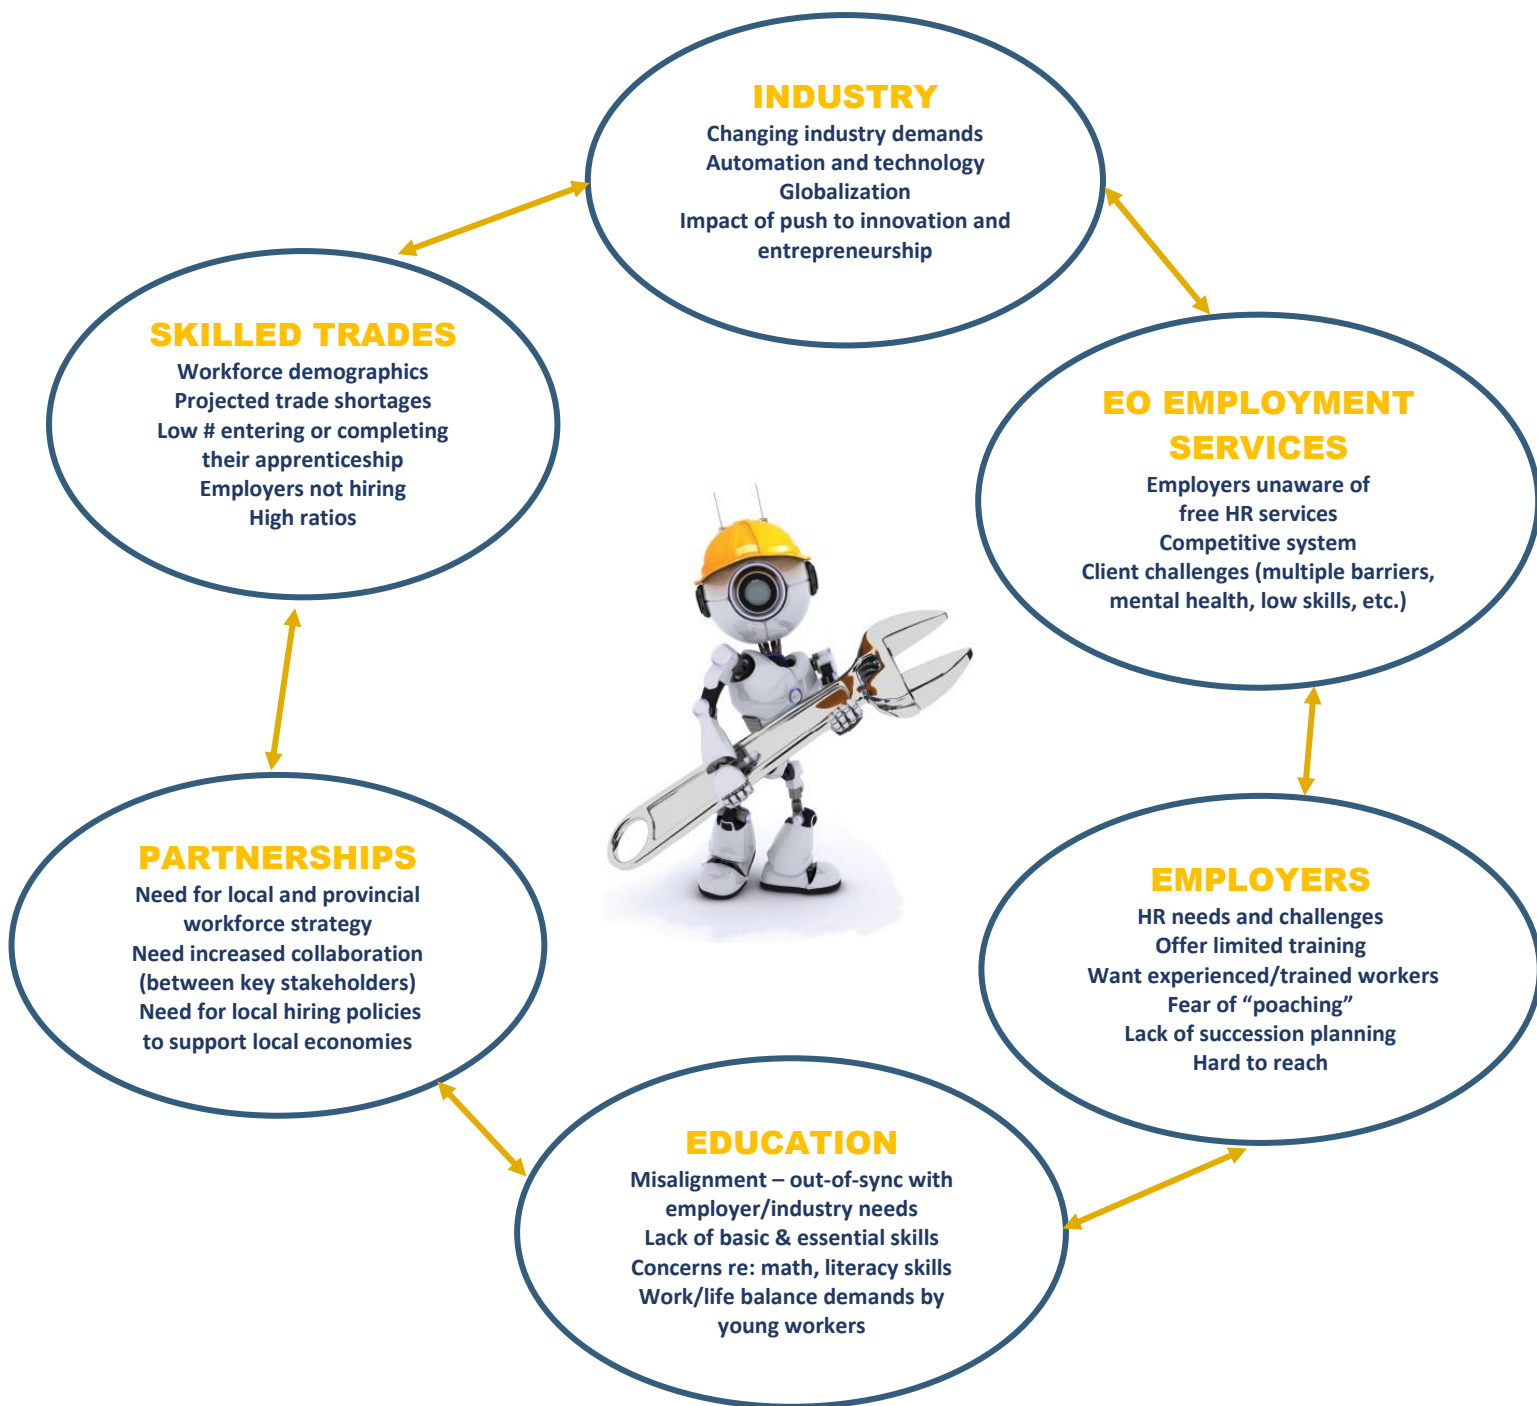 INDUSTRY
Changing industry demands
Automation and technology
Globalization
Impact of push to innovation and
entrepreneurship
SKILLED TRADES
Workforce demographics
Projected trade shortages
Low # entering or completing
their apprenticeship
Employers not hiring
High ratios
EO EMPLOYMENT
SERVICES
Employers unaware of
free HR services
Competitive system
Client challenges (multiple barriers,
mental health, low skills, etc.)
PARTNERSHIPS
Need for local and provincial
workforce strategy
Need increased collaboration
(between key stakeholders)
Need for local hiring policies
to support local economies
EMPLOYERS
HR needs and challenges
Offer limited training
Want experienced/trained workers
Fear of “poaching”
Lack of succession planning
Hard to reach
EDUCATION
Misalignment – out-of-sync with
employer/industry needs
Lack of basic & essential skills
Concerns re: math, literacy skills
Work/life balance demands by
young workers